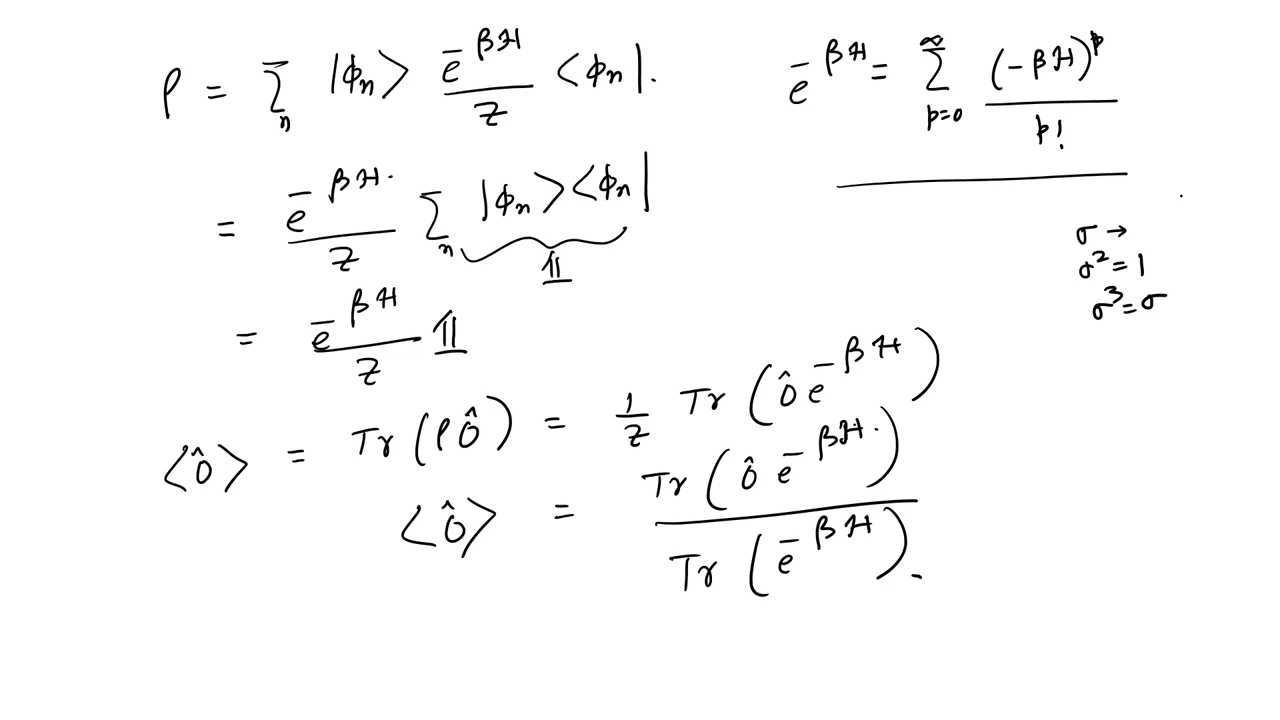 ρ = Σ_n |ϕ_n> e^{-βH}/Z <ϕ_n|.
e^{-βH} = Σ_{p=0}^{∞} (-βH)^p / p!
= e^{-βH.}/Z Σ_n |ϕ_n><ϕ_n|
𝟙
σ →
σ² = 1
σ³ = σ
= e^{-βH}/Z 𝟙
<Ô> = Tr(ρÔ) = 1/Z Tr(Ô e^{-βH})
<Ô> = Tr(Ô e^{-βH.}) / Tr(e^{-βH}).